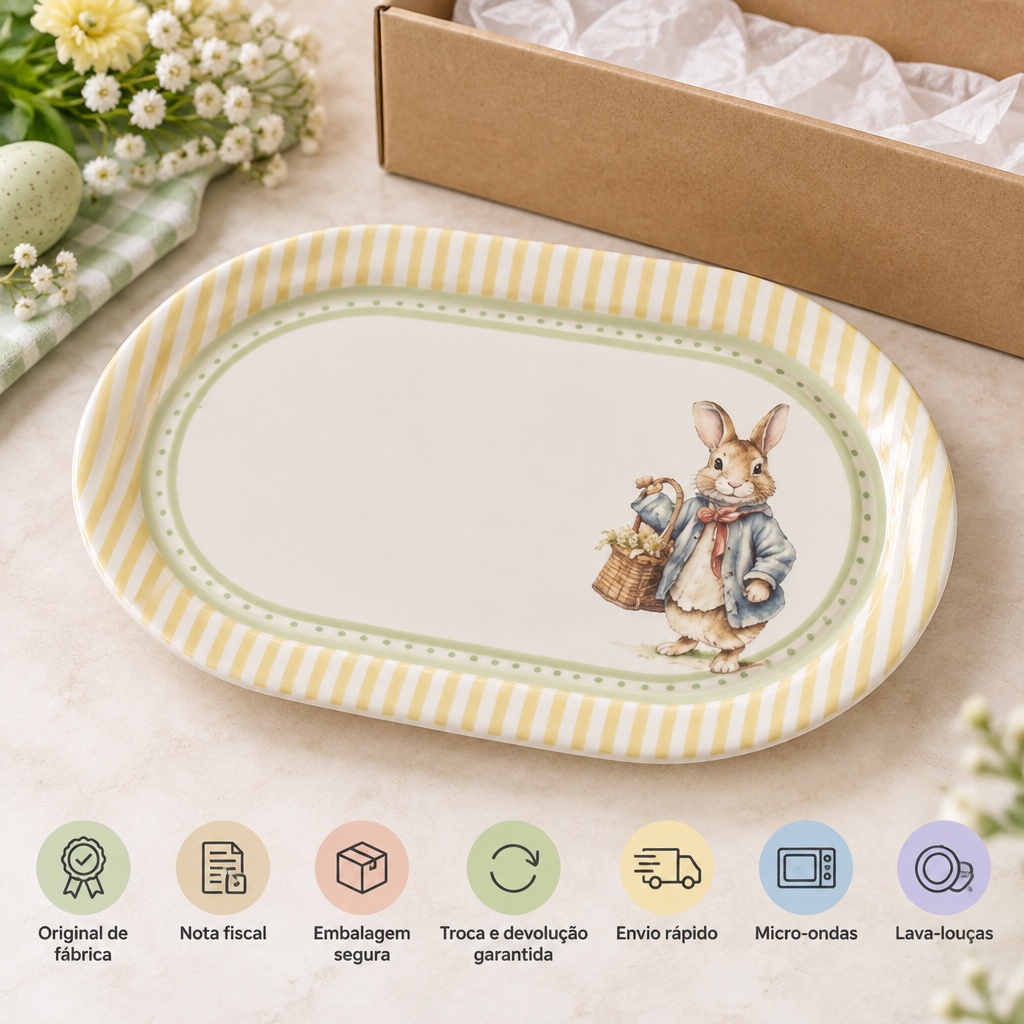 Original de
fábrica
Nota fiscal
Embalagem
segura
Troca e devolução
garantida
Envio rápido
Micro-ondas
Lava-louças